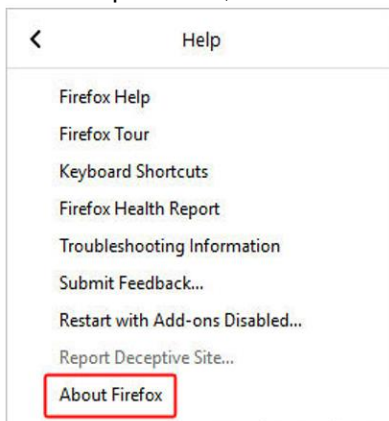 Help
Firefox Help
Firefox Tour
Keyboard Shortcuts
Firefox Health Report
Troubleshooting Information
Submit Feedback...
Restart with Add-ons Disabled...
Report Deceptive Site...
About Firefox